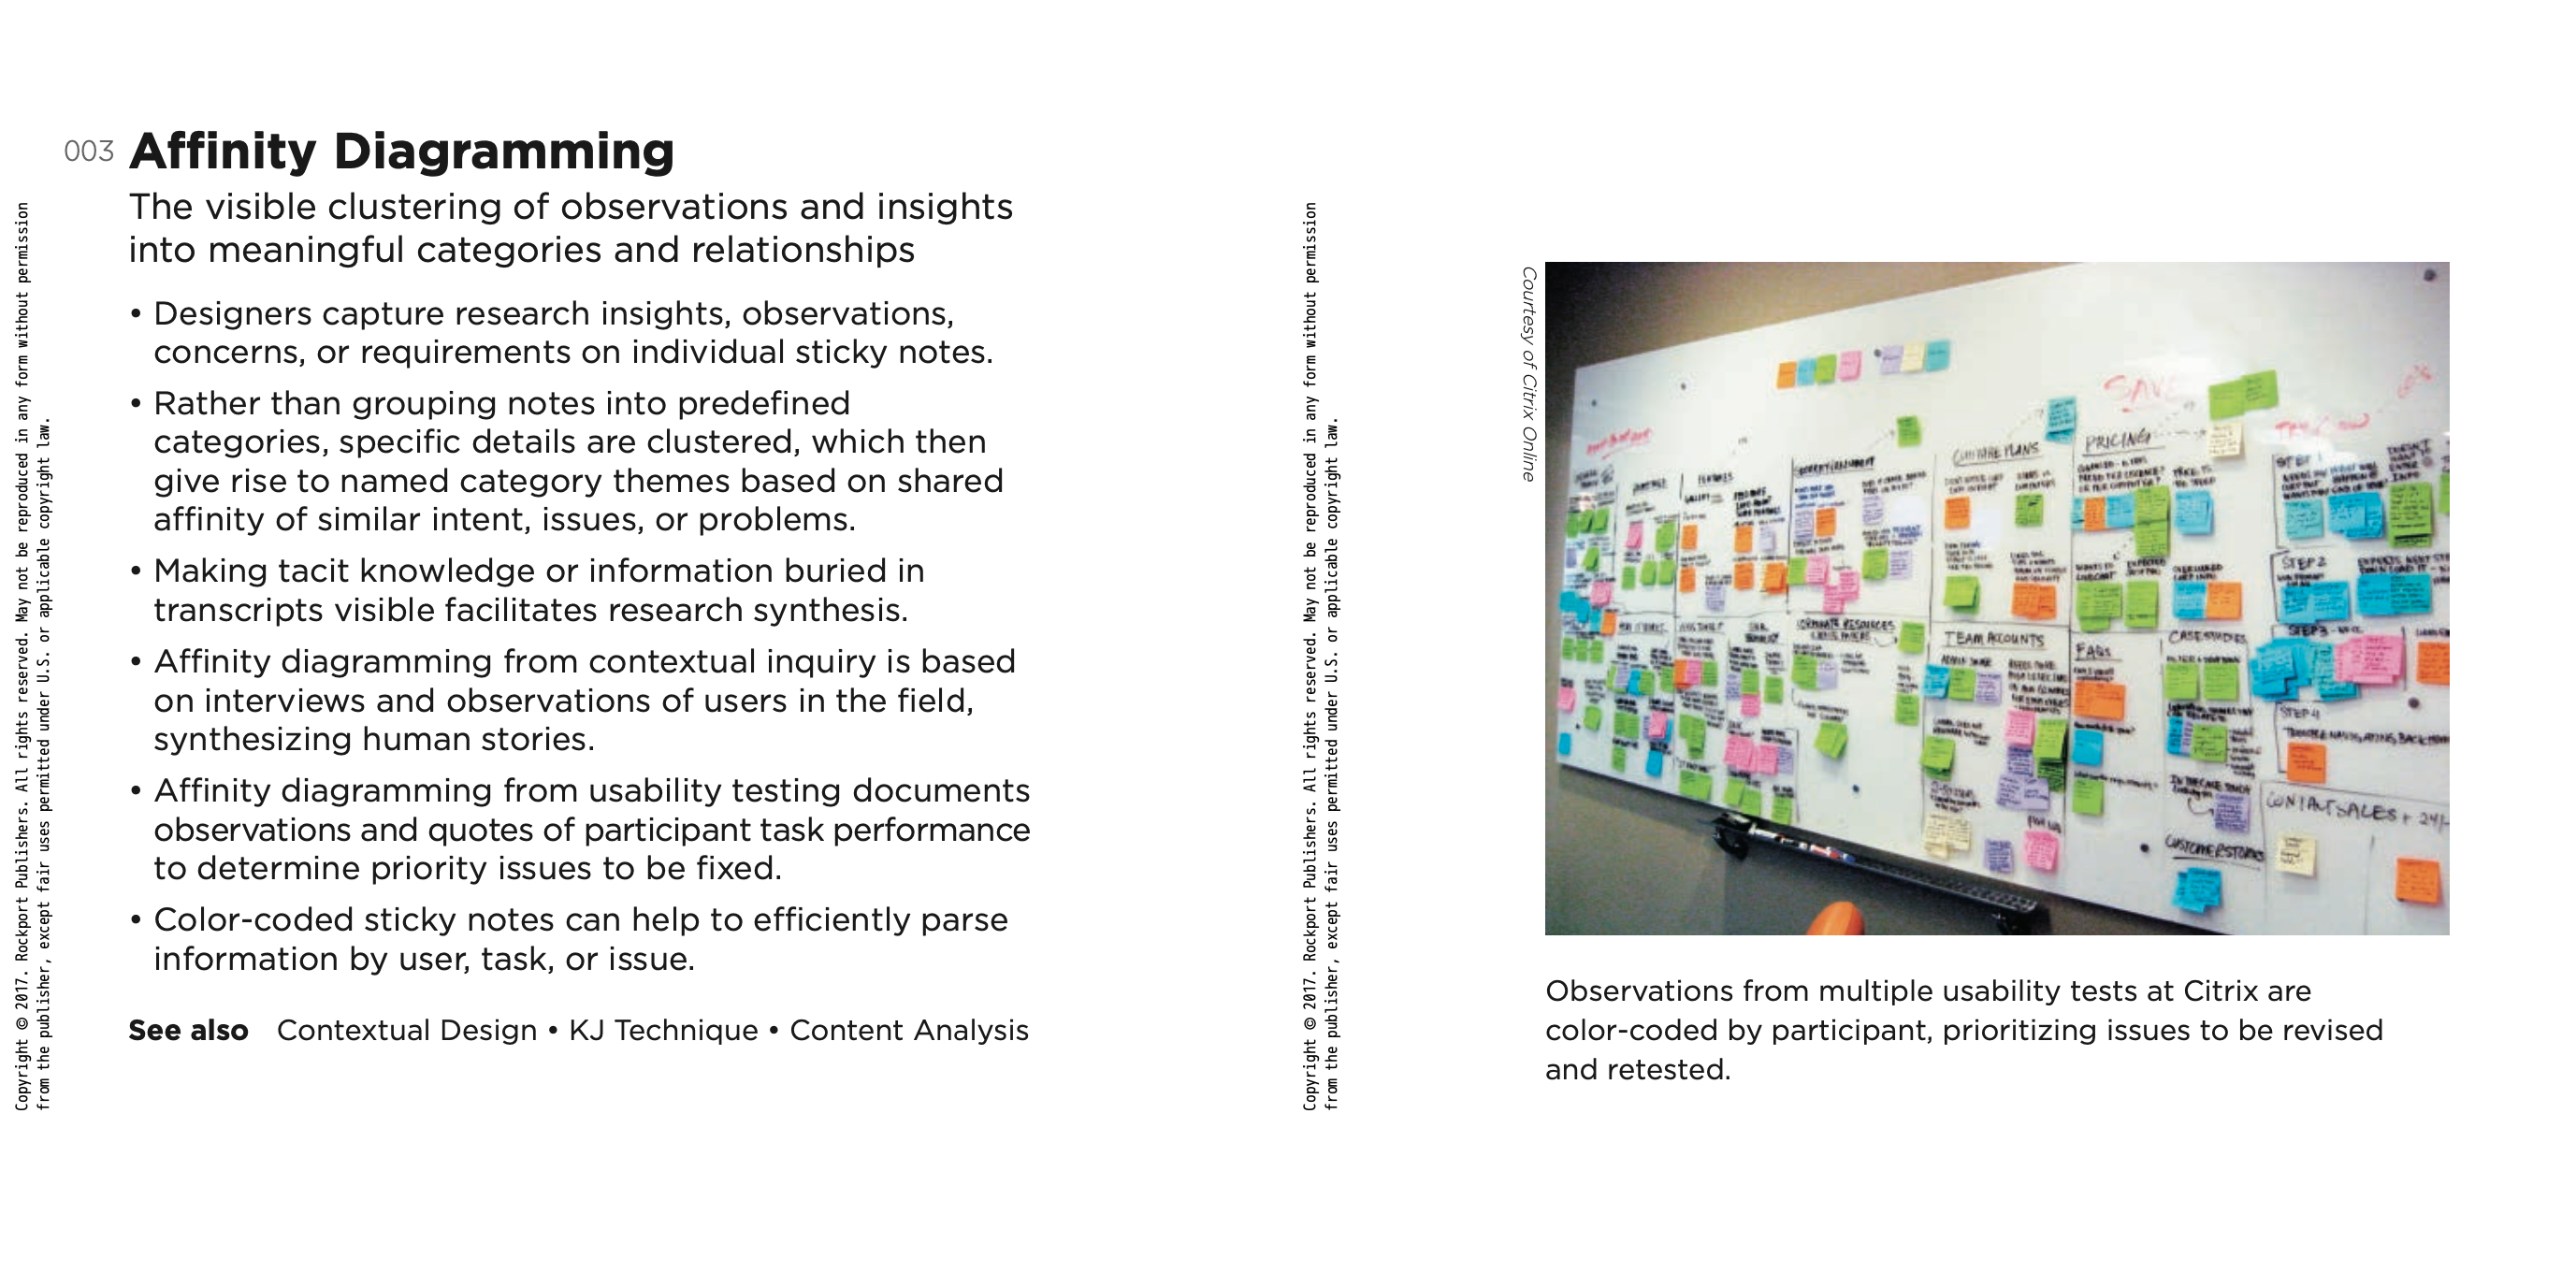 003 Affinity Diagramming
The visible clustering of observations and insights
into meaningful categories and relationships
• Designers capture research insights, observations,
concerns, or requirements on individual sticky notes.
• Rather than grouping notes into predefined
categories, specific details are clustered, which then
give rise to named category themes based on shared
affinity of similar intent, issues, or problems.
• Making tacit knowledge or information buried in
transcripts visible facilitates research synthesis.
• Affinity diagramming from contextual inquiry is based
on interviews and observations of users in the field,
synthesizing human stories.
• Affinity diagramming from usability testing documents
observations and quotes of participant task performance
to determine priority issues to be fixed.
• Color-coded sticky notes can help to efficiently parse
information by user, task, or issue.
See also Contextual Design • KJ Technique • Content Analysis
Copyright © 2017. Rockport Publishers. All rights reserved. May not be reproduced in any form without permission
from the publisher, except fair uses permitted under U.S. or applicable copyright law.
Copyright © 2017. Rockport Publishers. All rights reserved. May not be reproduced in any form without permission
from the publisher, except fair uses permitted under U.S. or applicable copyright law.
Courtesy of Citrix Online
SAVE
PRICING
FEATURES
STEP 1
STEP 2
TEAM ACCOUNTS
FAQs
CASE STUDIES
STEP 3
STEP 4
CONTACT SALES + 24/
CUSTOMER STORIES
Observations from multiple usability tests at Citrix are
color-coded by participant, prioritizing issues to be revised
and retested.